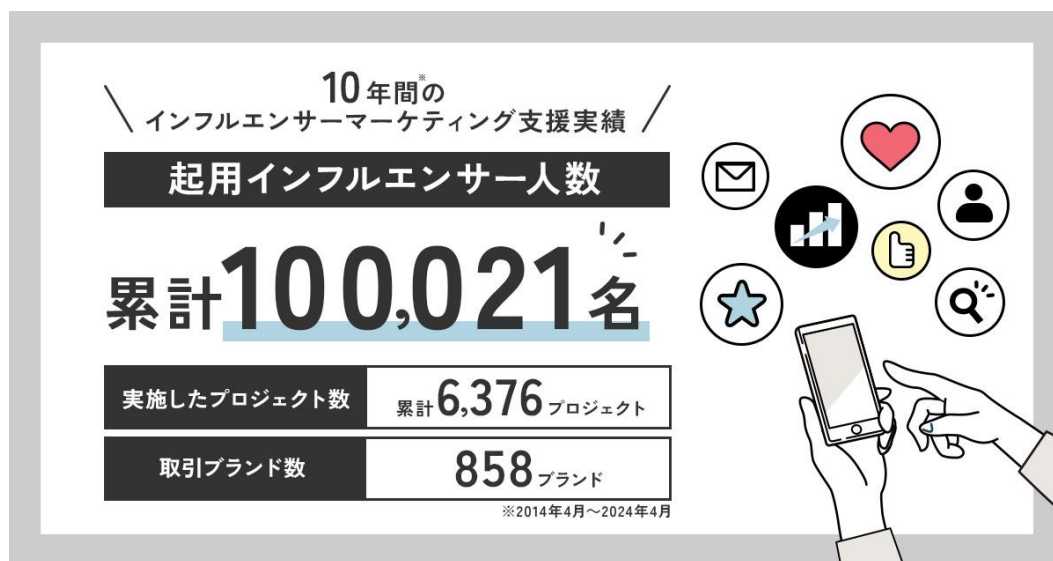 10年間※の
インフルエンサーマーケティング支援実績
起用インフルエンサー人数
累計100,021名
実施したプロジェクト数 累計6,376プロジェクト
取引ブランド数 858ブランド
※2014年4月～2024年4月